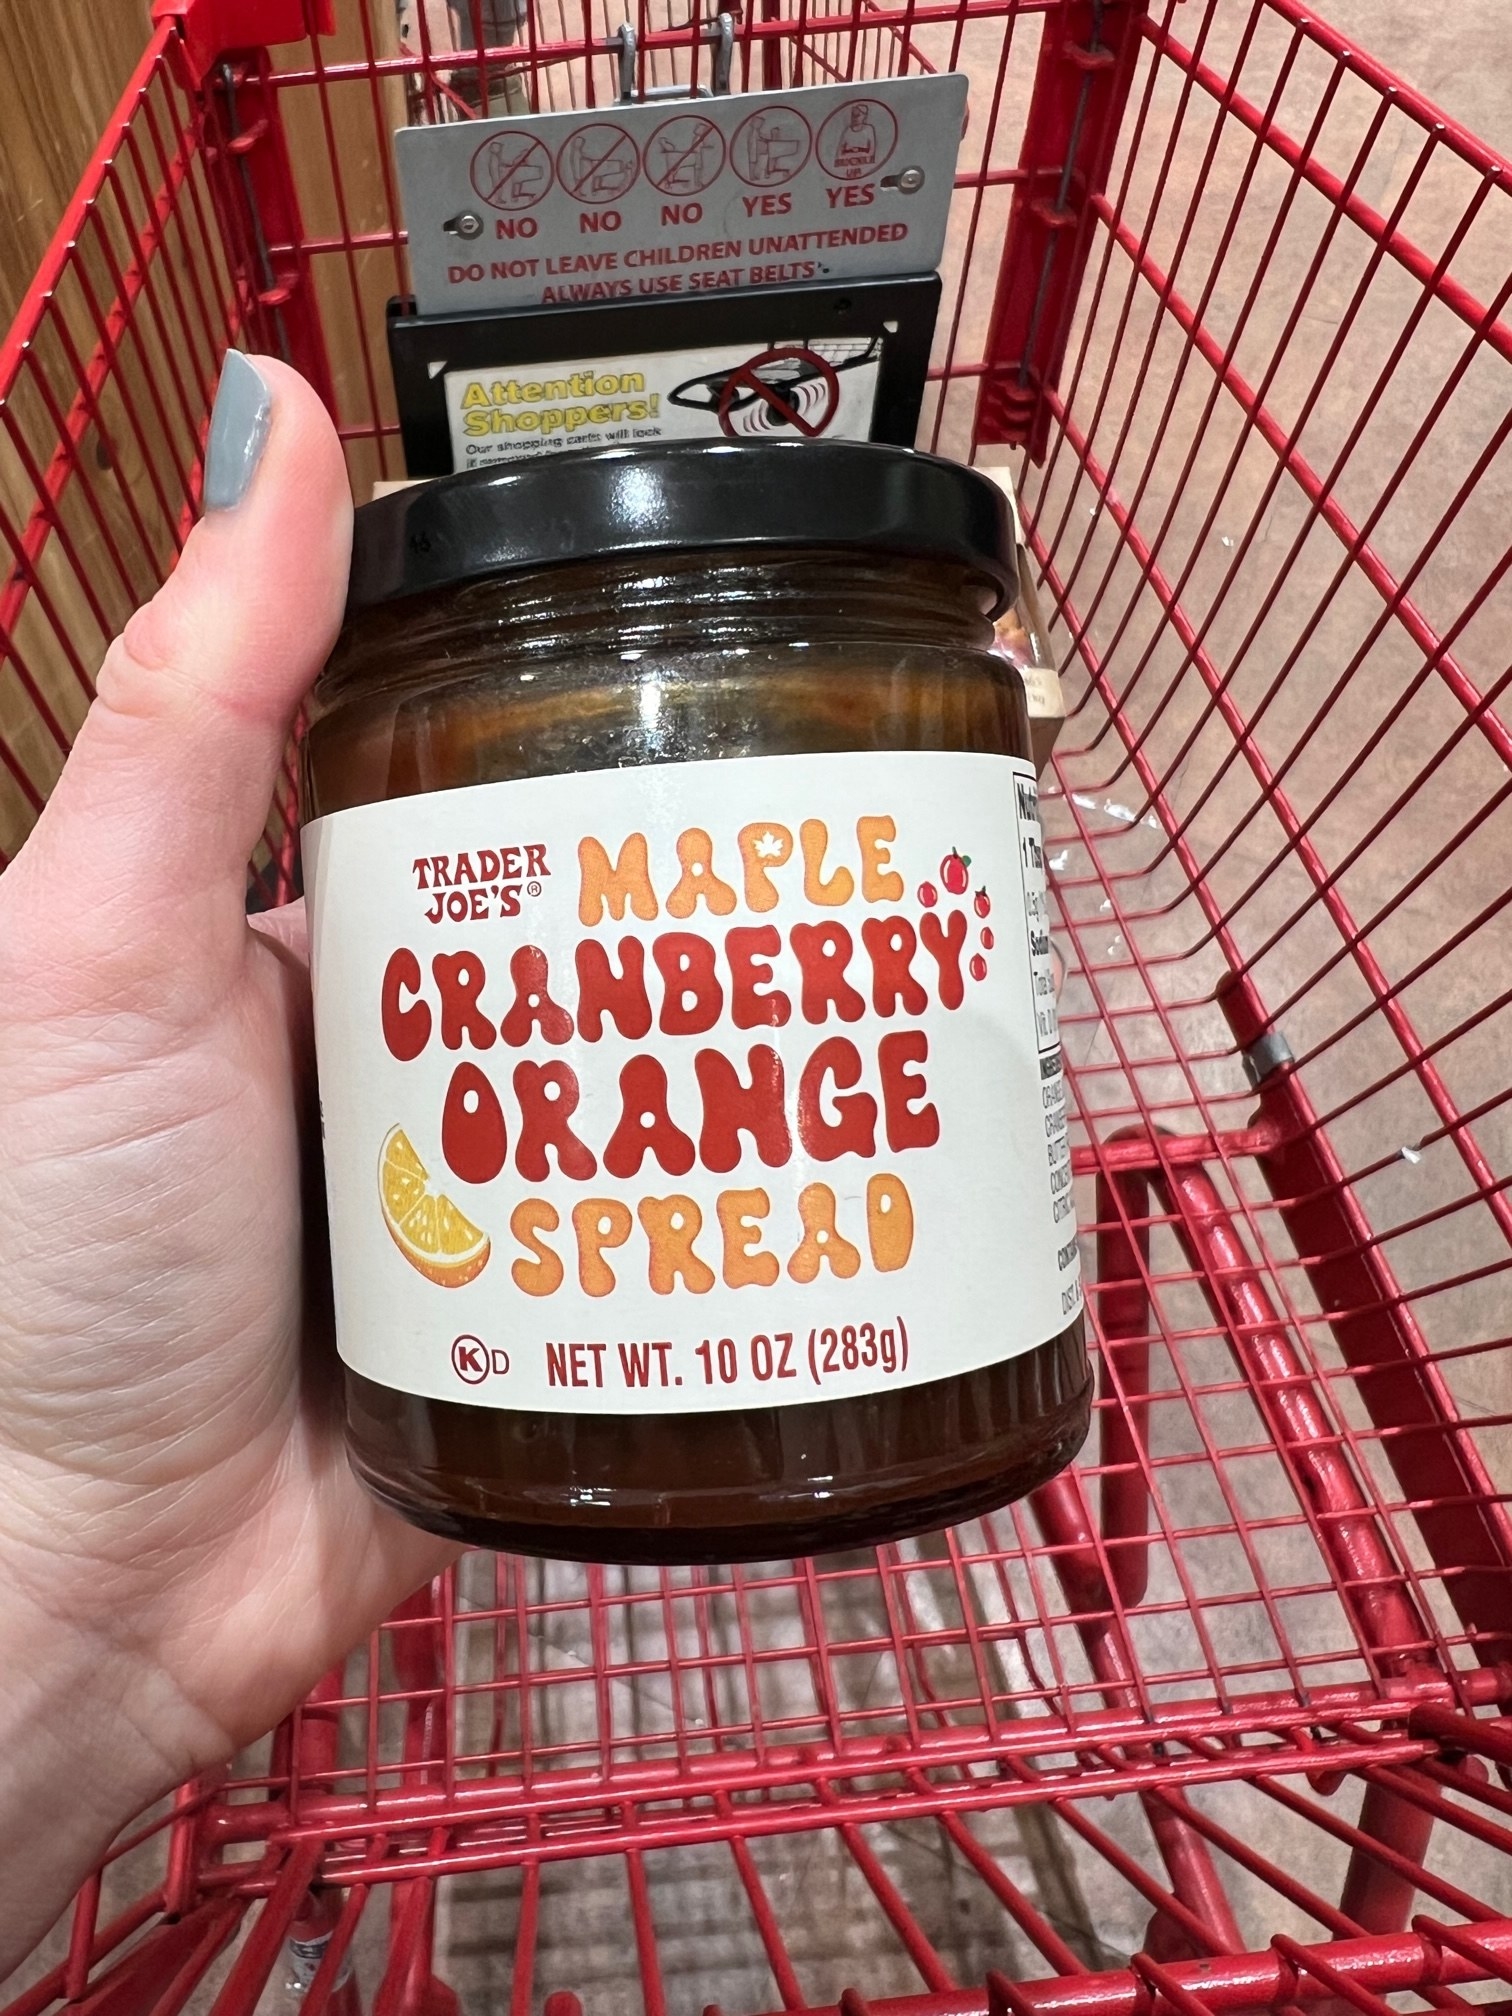 NO NO NO YES YES
DO NOT LEAVE CHILDREN UNATTENDED
ALWAYS USE SEAT BELTS
Attention
Shoppers!
Our shopping carts will lock
TRADER
JOE'S®
MAPLE
CRANBERRY
ORANGE
SPREAD
K D
NET WT. 10 OZ (283g)